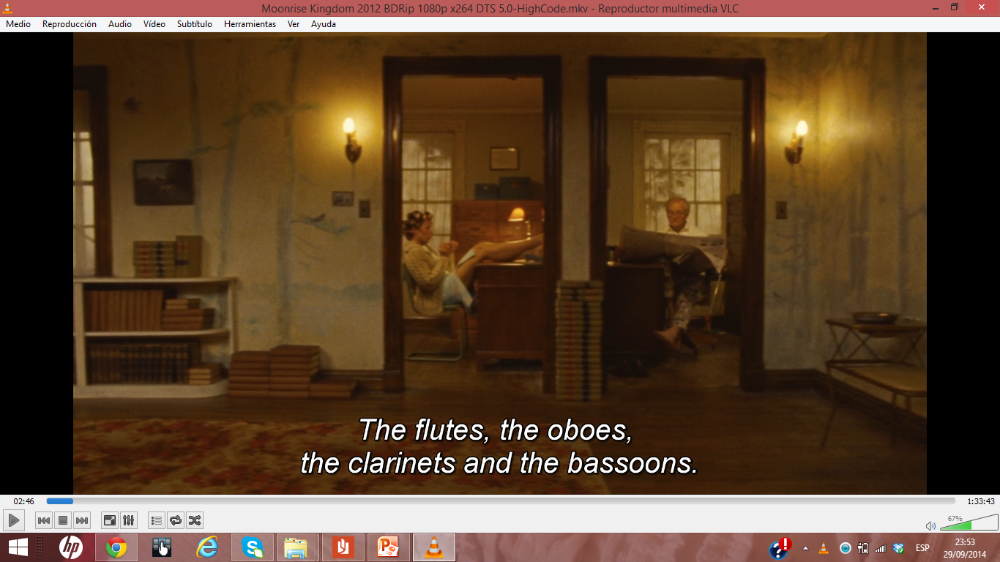 Moonrise Kingdom 2012 BDRip 1080p x264 DTS 5.0-HighCode.mkv - Reproductor multimedia VLC
Medio Reproducción Audio Vídeo Subtítulo Herramientas Ver Ayuda
The flutes, the oboes,
the clarinets and the bassoons.
02:46 1:33:43
67%
hp ESP 23:53
29/09/2014